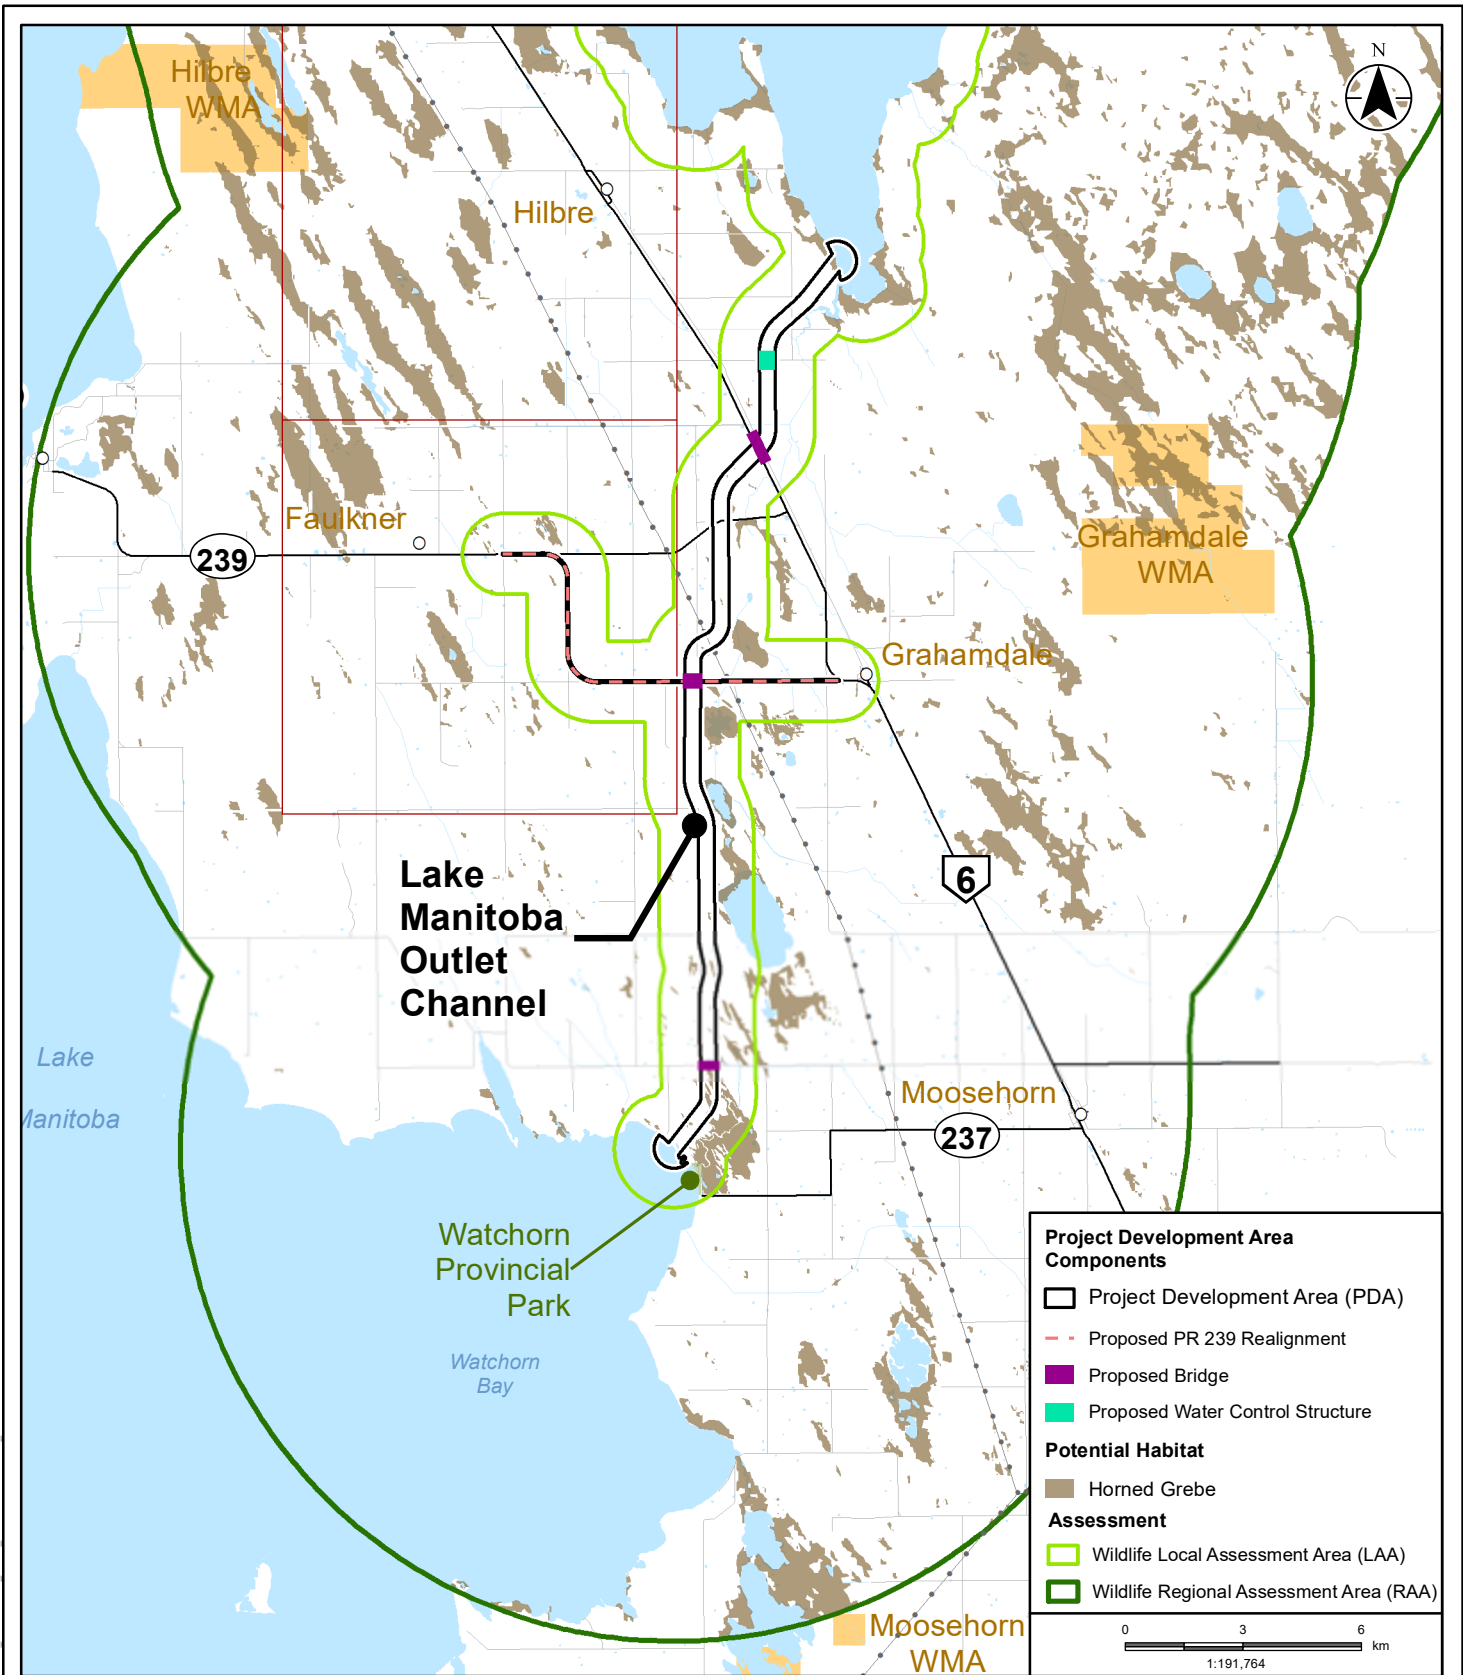 N
Hilbre
WMA
Hilbre
Faulkner
239
Grahamdale
WMA
Grahamdale
6
Lake
Manitoba
Outlet
Channel
Lake
Manitoba
Moosehorn
237
Watchorn
Provincial
Park
Watchorn
Bay
Moosehorn
WMA
Project Development Area
Components
Project Development Area (PDA)
Proposed PR 239 Realignment
Proposed Bridge
Proposed Water Control Structure
Potential Habitat
Horned Grebe
Assessment
Wildlife Local Assessment Area (LAA)
Wildlife Regional Assessment Area (RAA)
0 3 6
km
1:191,764